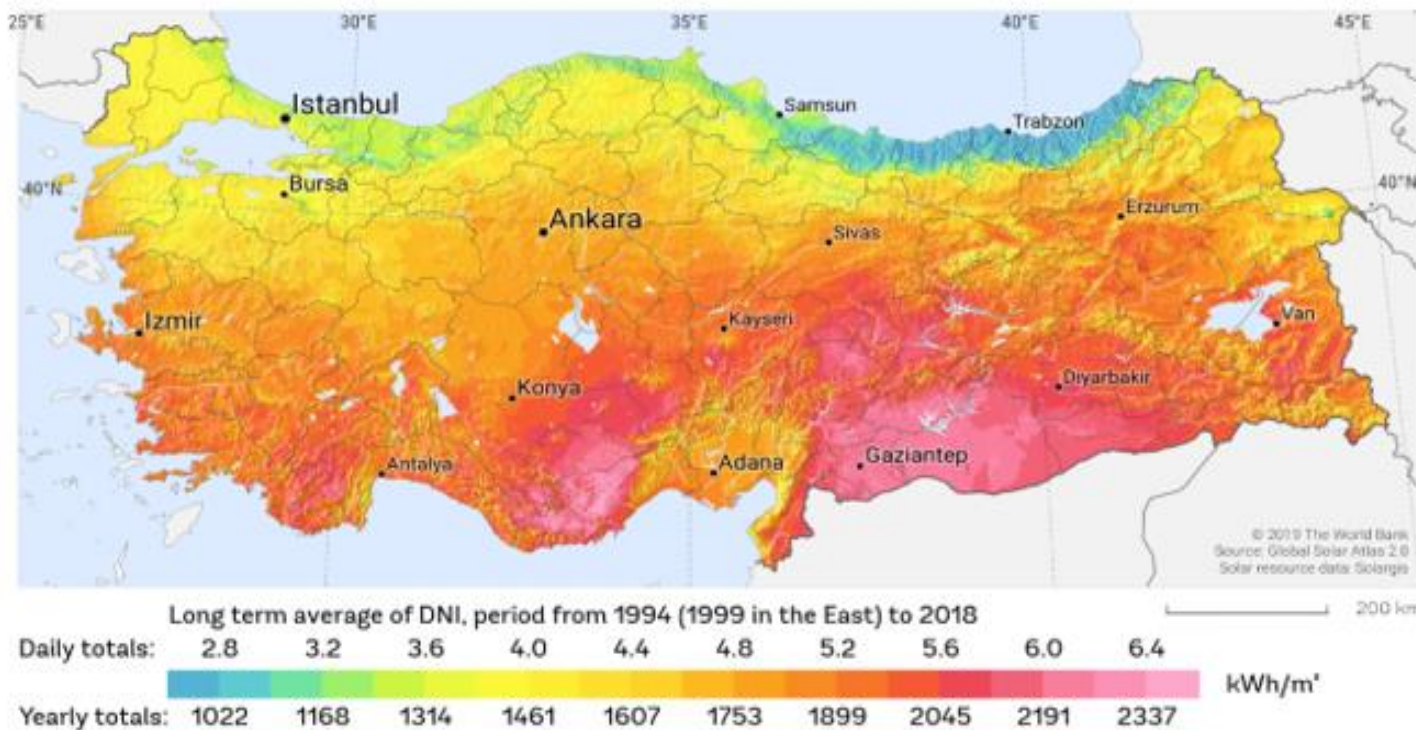 25°E 30°E 35°E 40°E 45°E
Istanbul
Samsun
Trabzon
40°N
Bursa
40°N
Ankara
Erzurum
Sivas
Izmir
Kayseri
Van
Konya
Diyarbakir
Antalya
Adana
Gaziantep
© 2019 The World Bank
Source: Global Solar Atlas 2.0
Solar resource data: Solargis
Long term average of DNI, period from 1994 (1999 in the East) to 2018
200 km
Daily totals: 2.8 3.2 3.6 4.0 4.4 4.8 5.2 5.6 6.0 6.4
kWh/m²
Yearly totals: 1022 1168 1314 1461 1607 1753 1899 2045 2191 2337